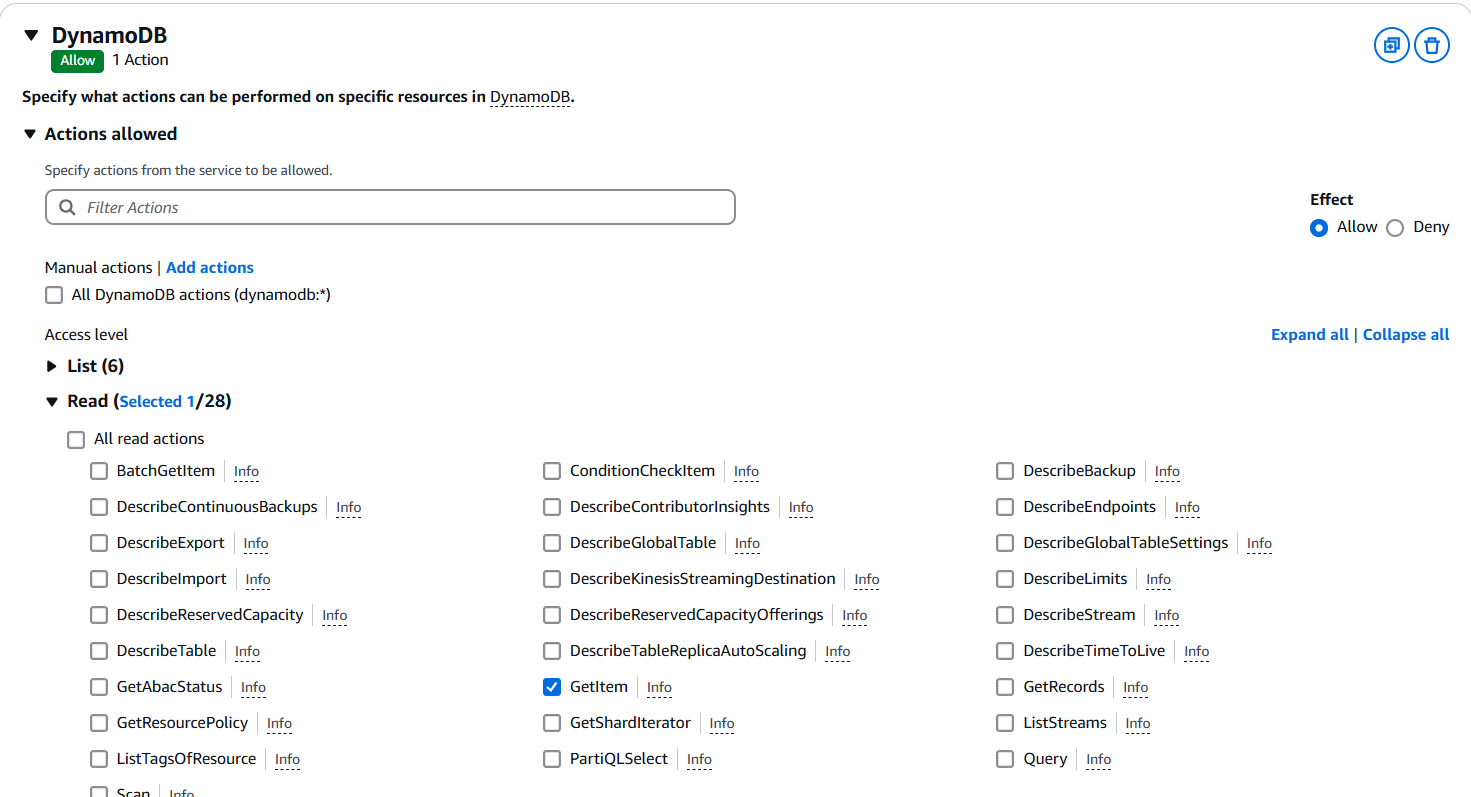 DynamoDB
Allow 1 Action
Specify what actions can be performed on specific resources in DynamoDB.
Actions allowed
Specify actions from the service to be allowed.
Filter Actions
Effect
Allow Deny
Manual actions | Add actions
All DynamoDB actions (dynamodb:*)
Access level Expand all | Collapse all
List (6)
Read (Selected 1/28)
All read actions
BatchGetItem Info ConditionCheckItem Info DescribeBackup Info
DescribeContinuousBackups Info DescribeContributorInsights Info DescribeEndpoints Info
DescribeExport Info DescribeGlobalTable Info DescribeGlobalTableSettings Info
DescribeImport Info DescribeKinesisStreamingDestination Info DescribeLimits Info
DescribeReservedCapacity Info DescribeReservedCapacityOfferings Info DescribeStream Info
DescribeTable Info DescribeTableReplicaAutoScaling Info DescribeTimeToLive Info
GetAbacStatus Info GetItem Info GetRecords Info
GetResourcePolicy Info GetShardIterator Info ListStreams Info
ListTagsOfResource Info PartiQLSelect Info Query Info
Scan Info